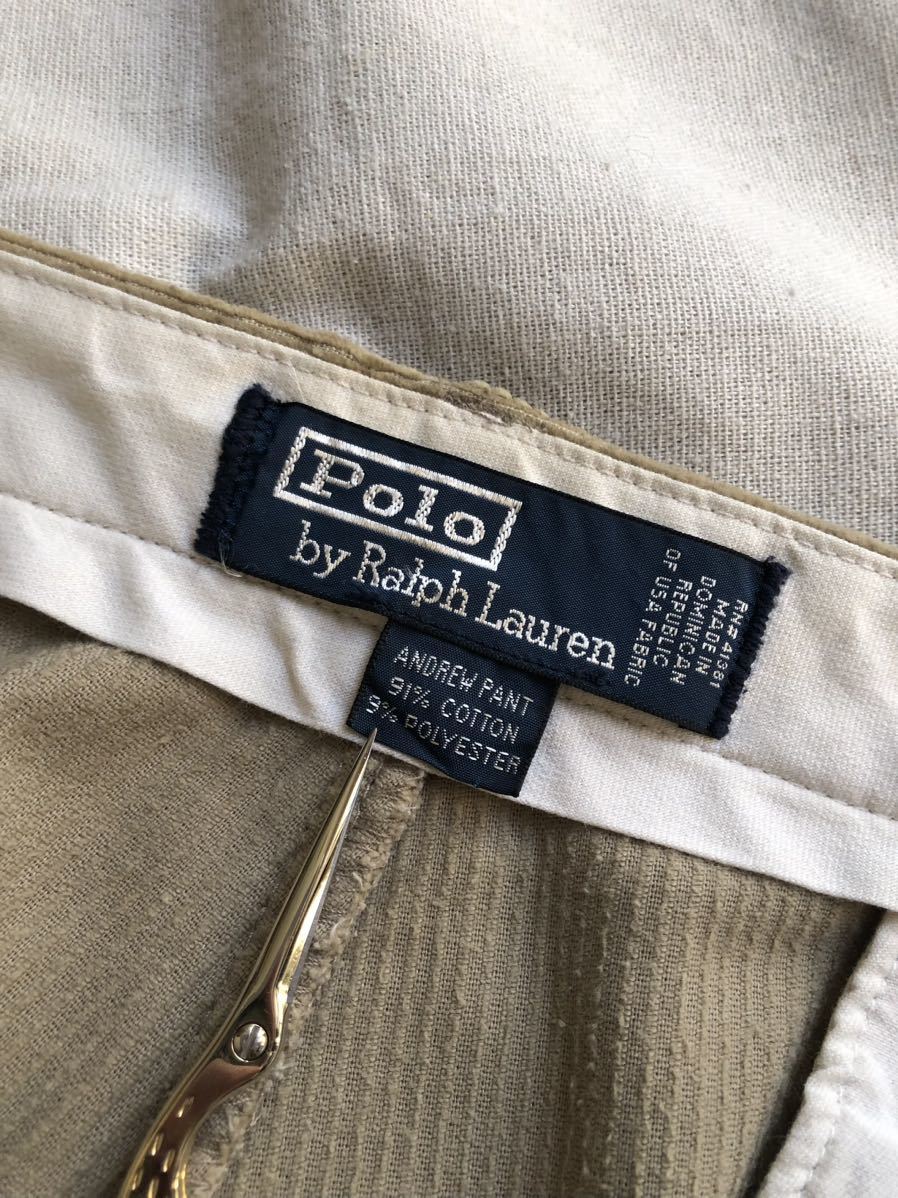 Polo
by Ralph Lauren
RN#41381
MADE IN
DOMINICAN
REPUBLIC
OF USA FABRIC
ANDREW PANT
91% COTTON
9% POLYESTER